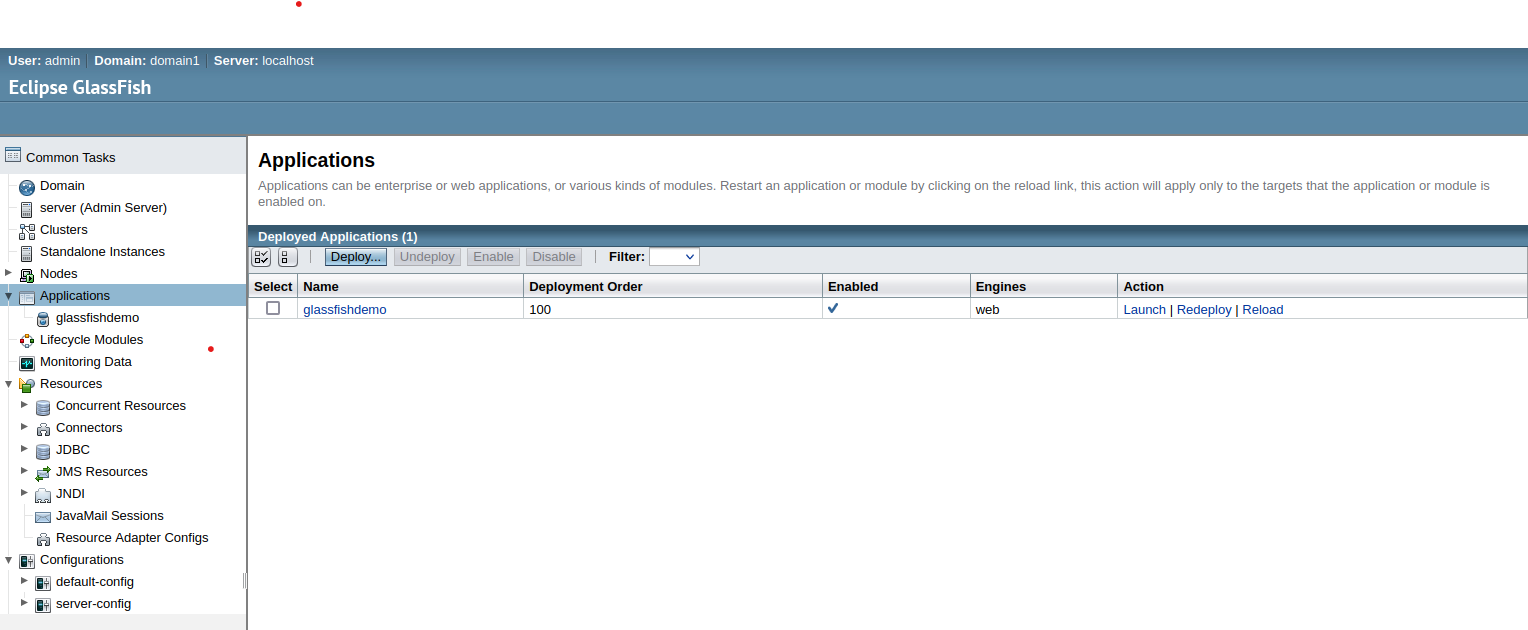 User: admin Domain: domain1 Server: localhost
Eclipse GlassFish
Common Tasks
Domain
server (Admin Server)
Clusters
Standalone Instances
Nodes
Applications
glassfishdemo
Lifecycle Modules
Monitoring Data
Resources
Concurrent Resources
Connectors
JDBC
JMS Resources
JNDI
JavaMail Sessions
Resource Adapter Configs
Configurations
default-config
server-config
Applications
Applications can be enterprise or web applications, or various kinds of modules. Restart an application or module by clicking on the reload link, this action will apply only to the targets that the application or module is
enabled on.
Deployed Applications (1)
Deploy... Undeploy Enable Disable Filter:
Select Name Deployment Order Enabled Engines Action
glassfishdemo 100 web Launch | Redeploy | Reload